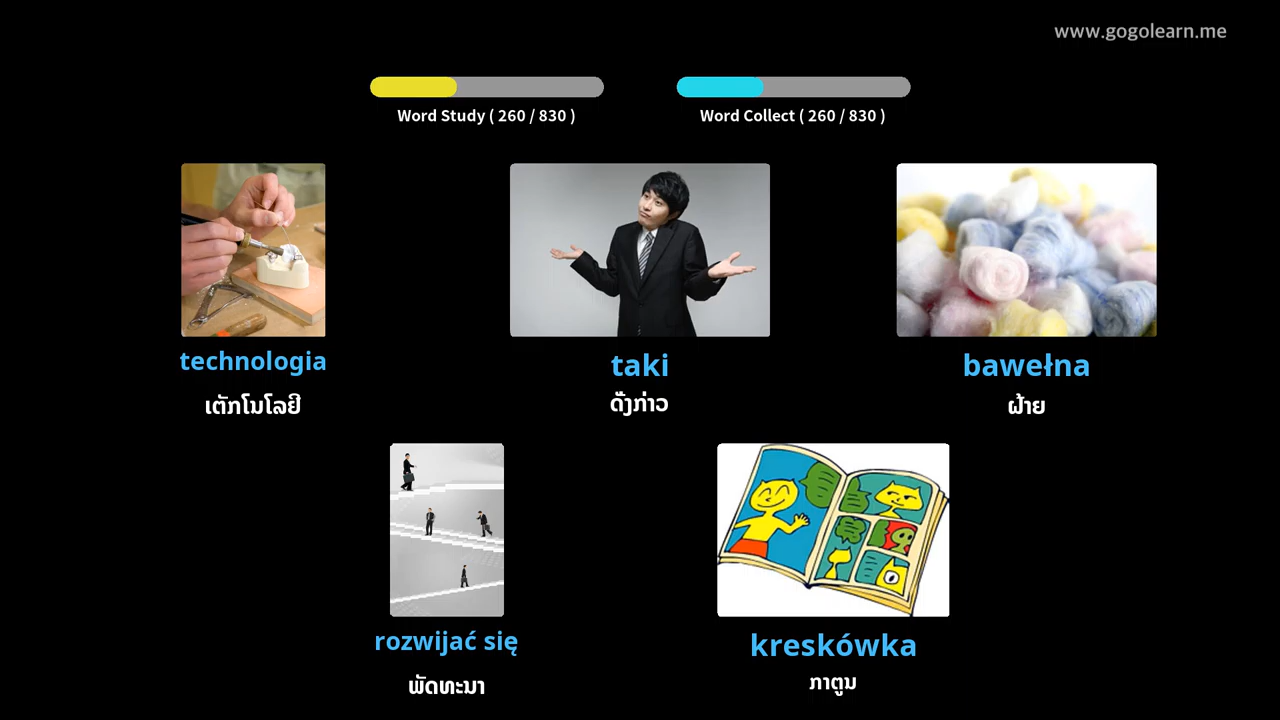 www.gogolearn.me
Word Study ( 260 / 830 )
Word Collect ( 260 / 830 )
technologia
ເຕັກໂນໂລຢີ
taki
ດັ່ງກ່າວ
bawełna
ຝ້າຍ
rozwijać się
ພັດທະນາ
kreskówka
ກາຕູນ